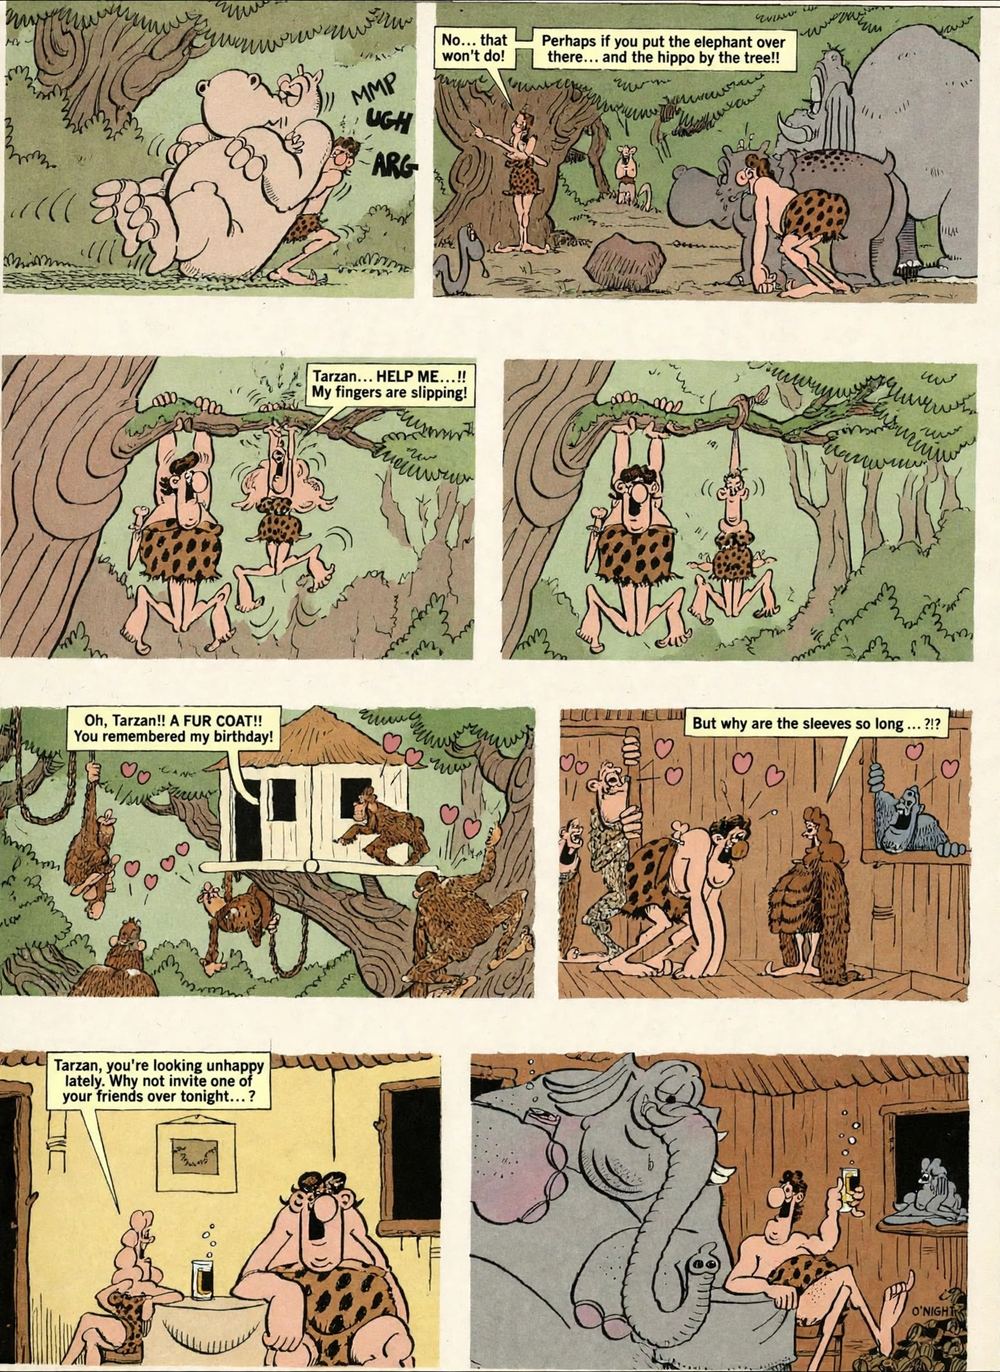 MMP
UGH
ARG
No... that
won't do!
Perhaps if you put the elephant over
there... and the hippo by the tree!!
Tarzan... HELP ME...!!
My fingers are slipping!
Oh, Tarzan!! A FUR COAT!!
You remembered my birthday!
But why are the sleeves so long ... ?!?
Tarzan, you're looking unhappy
lately. Why not invite one of
your friends over tonight... ?
O'NIGHT